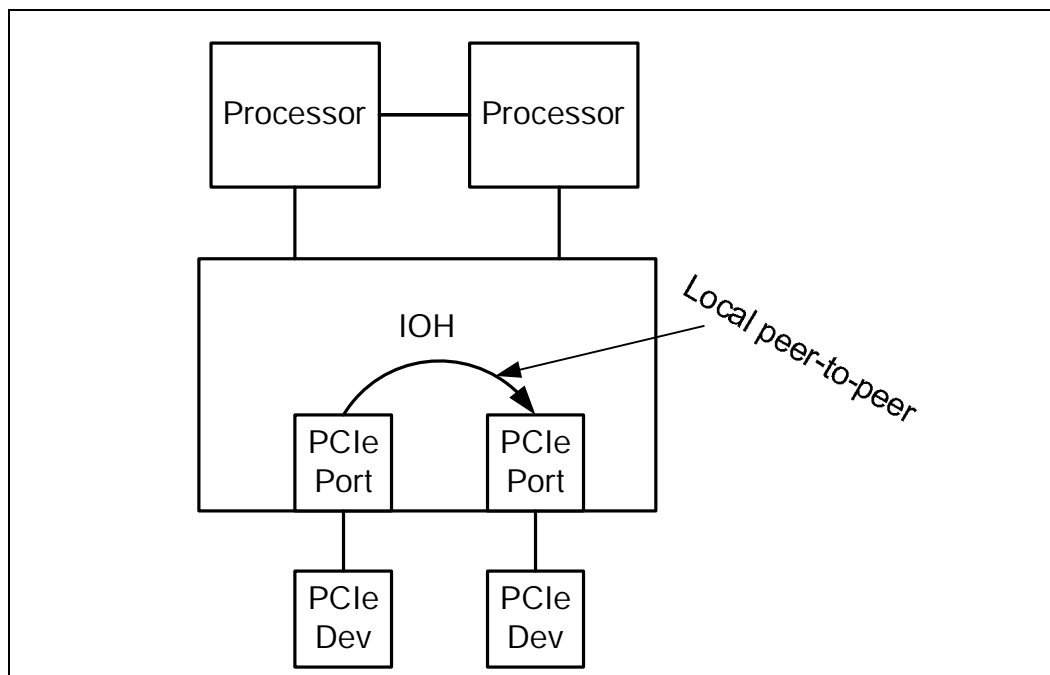 Processor
Processor
IOH
Local peer-to-peer
PCIe
Port
PCIe
Port
PCIe
Dev
PCIe
Dev